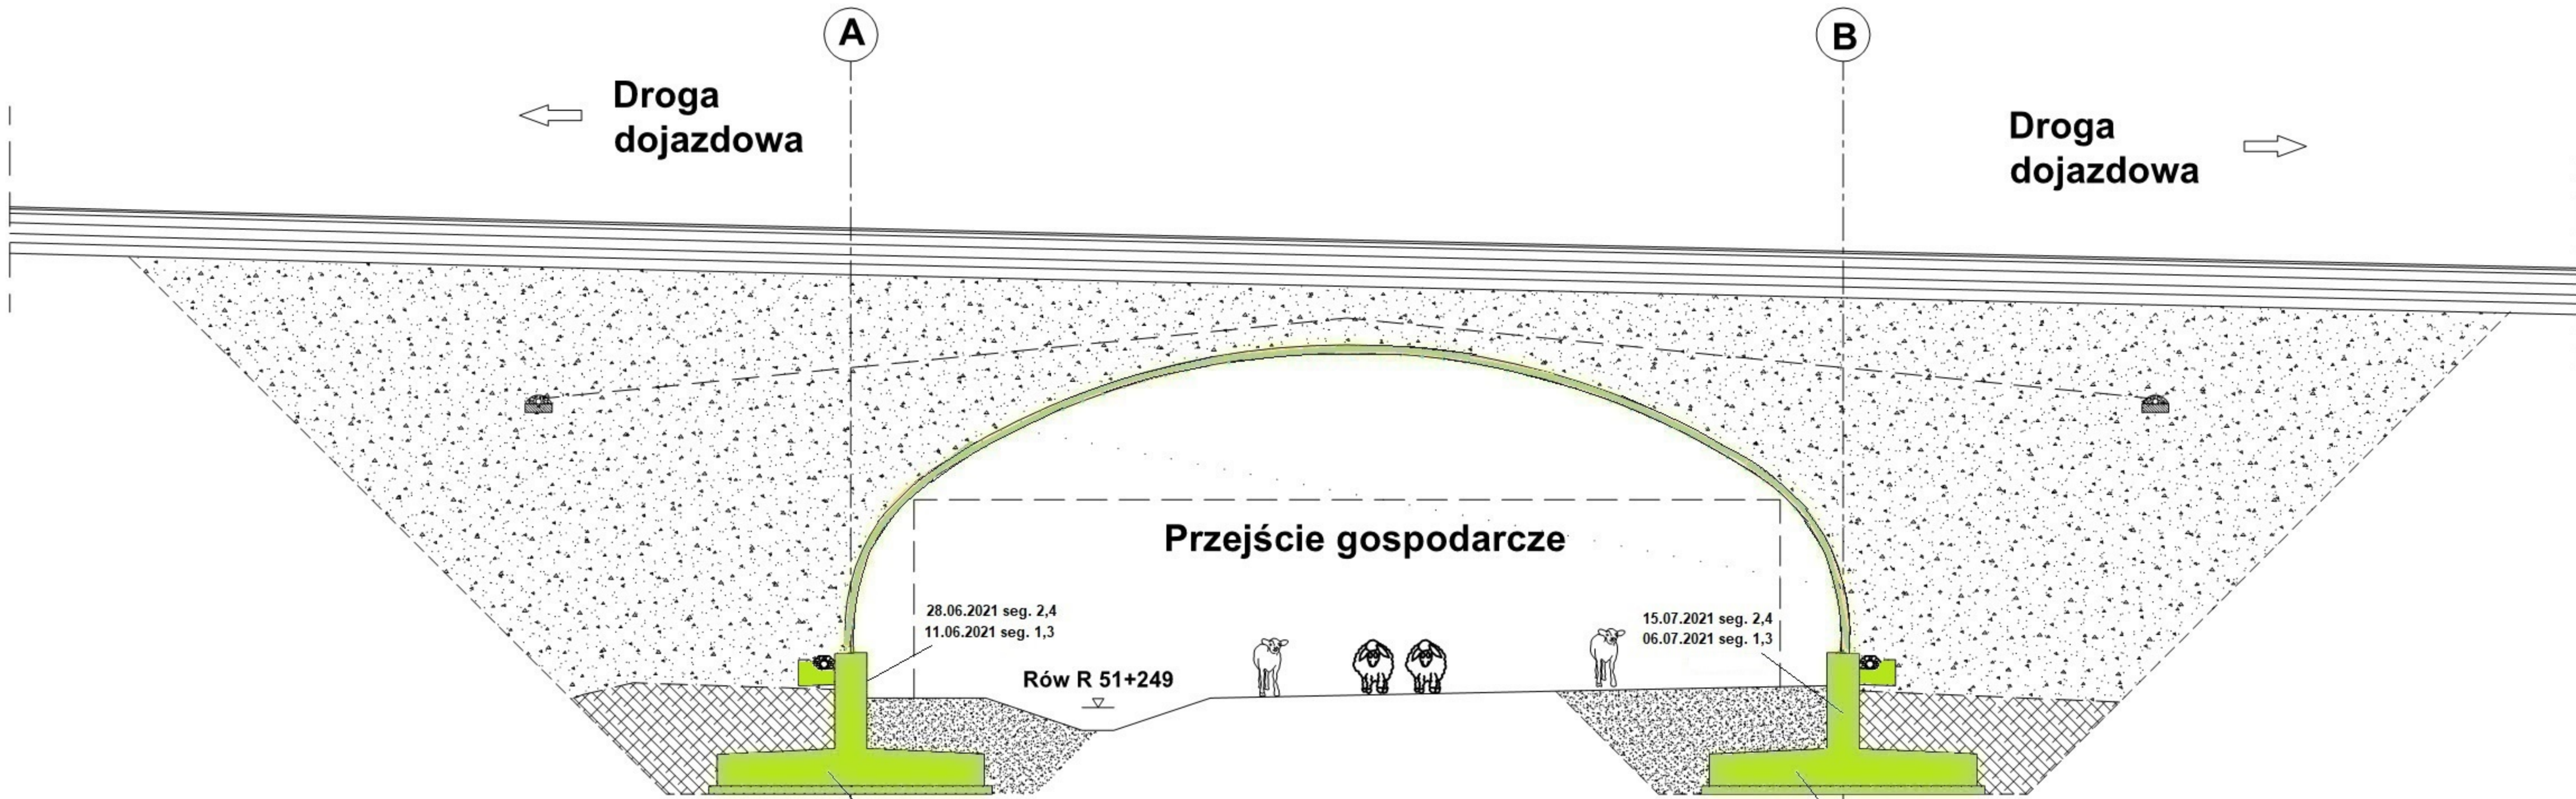 A
B
Droga
dojazdowa
Droga
dojazdowa
Przejście gospodarcze
28.06.2021 seg. 2,4
11.06.2021 seg. 1,3
15.07.2021 seg. 2,4
06.07.2021 seg. 1,3
Rów R 51+249